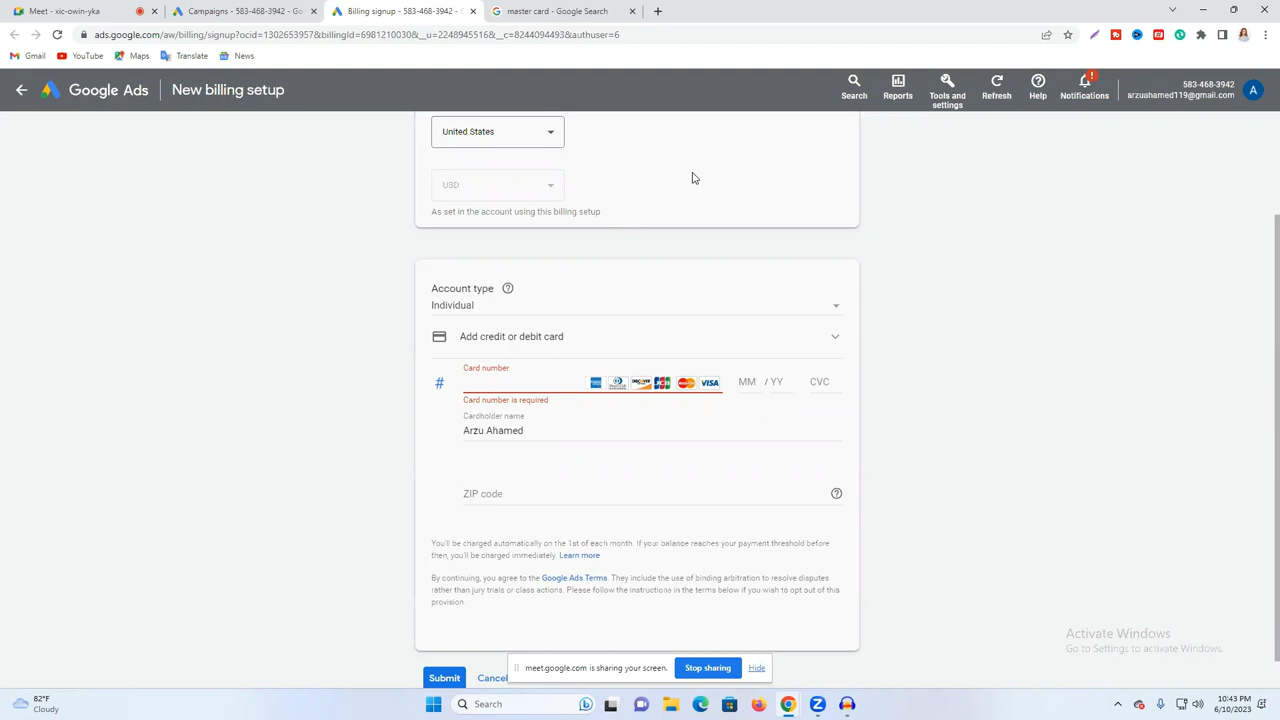 Meet - xic-owin-yka
Campaigns - 583-468-3942 - Goo
Billing signup - 583-468-3942 -
master card - Google Search
ads.google.com/aw/billing/signup?ocid=1302653957&billingId=6981210030&__u=2248945516&__c=8244094493&authuser=6
Gmail
YouTube
Maps
Translate
News
Google Ads
New billing setup
Search
Reports
Tools and settings
Refresh
Help
Notifications
583-468-3942
arzuahamed119@gmail.com
A
United States
USD
As set in the account using this billing setup
Account type
Individual
Add credit or debit card
Card number
#
MM / YY
CVC
Card number is required
Cardholder name
Arzu Ahamed
ZIP code
You'll be charged automatically on the 1st of each month. If your balance reaches your payment threshold before
then, you'll be charged immediately. Learn more
By continuing, you agree to the Google Ads Terms. They include the use of binding arbitration to resolve disputes
rather than jury trials or class actions. Please follow the instructions in the terms below if you wish to opt out of this
provision.
Activate Windows
Go to Settings to activate Windows.
meet.google.com is sharing your screen.
Stop sharing
Hide
Submit
Cancel
82°F
Cloudy
Search
10:43 PM
6/10/2023